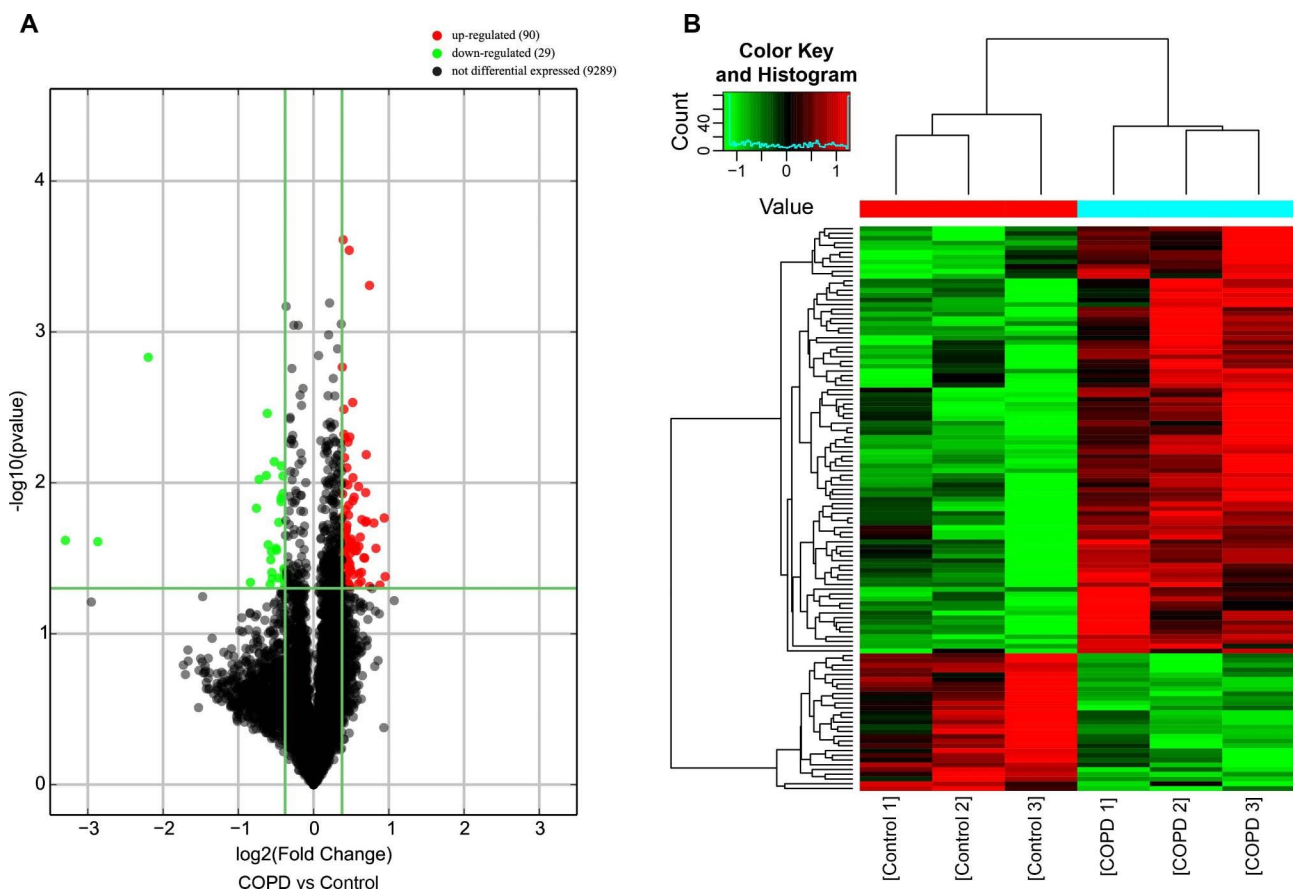 A
up-regulated (90)
down-regulated (29)
not differential expressed (9289)
-log10(pvalue)
4
3
2
1
0
−3 −2 −1 0 1 2 3
log2(Fold Change)
COPD vs Control
B
Color Key
and Histogram
Count
0 40
−1 0 1
Value
[Control 1]
[Control 2]
[Control 3]
[COPD 1]
[COPD 2]
[COPD 3]